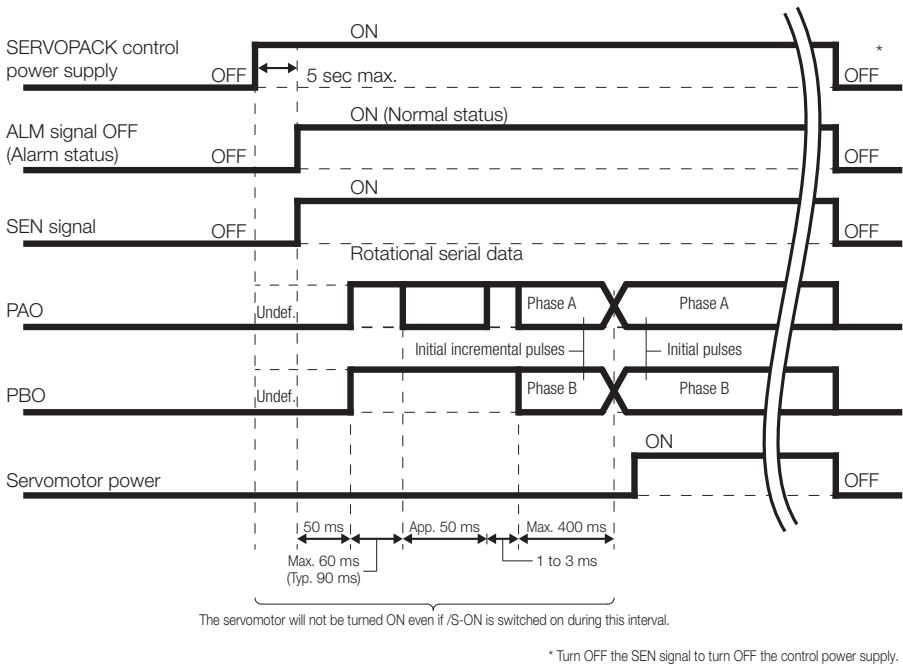 ON
SERVOPACK control
power supply
OFF
5 sec max.
*
OFF
ON (Normal status)
ALM signal OFF
(Alarm status)
OFF
OFF
ON
SEN signal
OFF
OFF
Rotational serial data
PAO
Undef.
Phase A
Phase A
Initial incremental pulses
Initial pulses
PBO
Undef.
Phase B
Phase B
ON
Servomotor power
OFF
50 ms
App. 50 ms
Max. 400 ms
Max. 60 ms
(Typ. 90 ms)
1 to 3 ms
The servomotor will not be turned ON even if /S-ON is switched on during this interval.
* Turn OFF the SEN signal to turn OFF the control power supply.